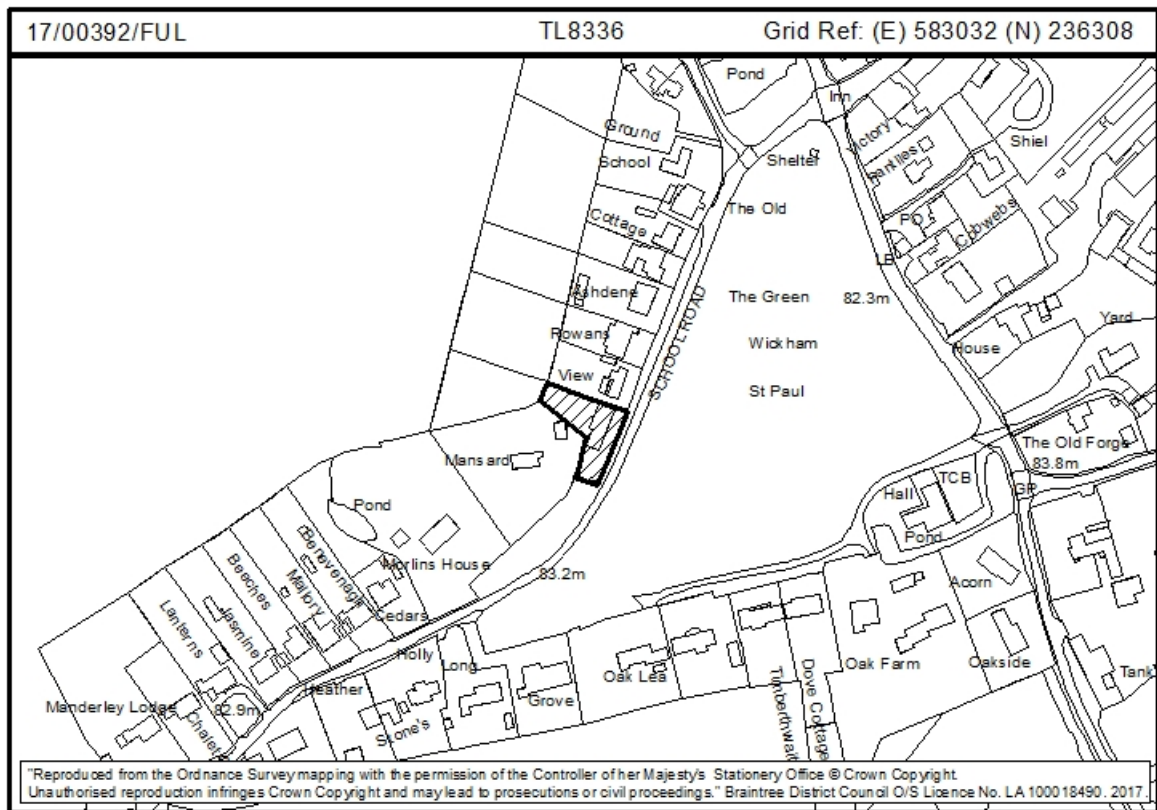 17/00392/FUL TL8336 Grid Ref: (E) 583032 (N) 236308
Pond
Inn
Ground
Victory
Shiel
School
Shelter
Pantiles
The Old
Cottage
PO
Cobwebs
LB
Ashdene
The Green
82.3m
SCHOOL ROAD
Yard
Rowans
Wickham
House
View
St Paul
The Old Forge
83.8m
Mansard
Hall
TCB
GP
Pond
Pond
Morlins House
83.2m
Benevenagh
Mallory
Beeches
Jasmine
Lanterns
Cedars
Acorn
Holly
Long
Oak Farm
Oakside
Heather
Oak Lea
Tank
Grove
Manderley Lodge
82.9m
Chalet
Stone's
Timberthwait
Dove Cottage
"Reproduced from the Ordnance Survey mapping with the permission of the Controller of her Majesty's Stationery Office © Crown Copyright.
Unauthorised reproduction infringes Crown Copyright and may lead to prosecutions or civil proceedings." Braintree District Council O/S Licence No. LA 100018490. 2017.